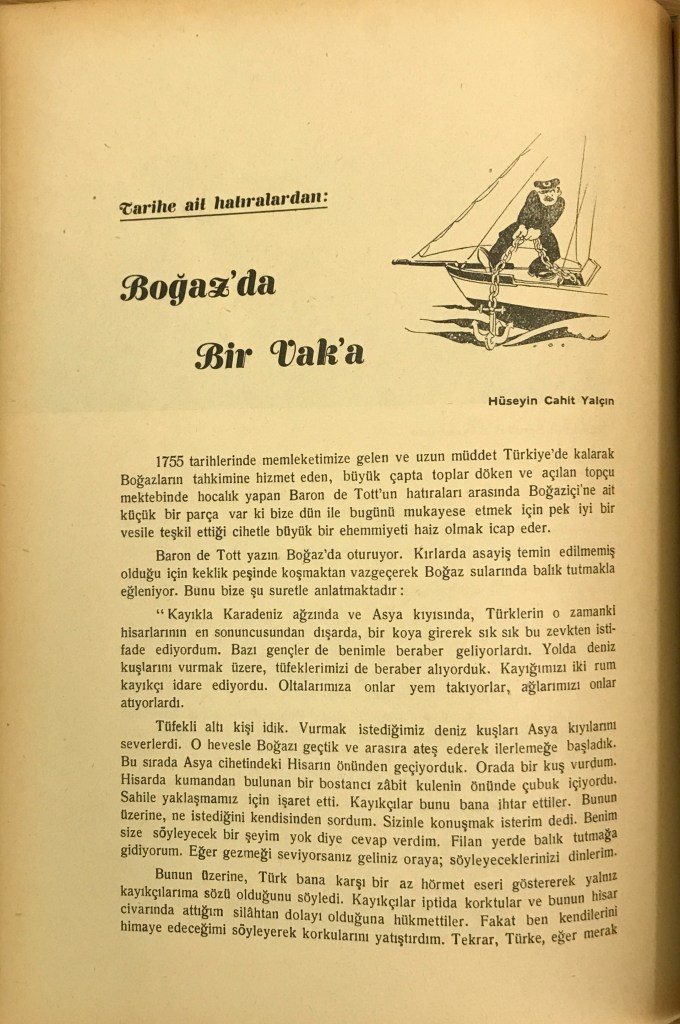 Tarihe ait hatıralardan:
Boğaz'da
Bir Vak'a
Hüseyin Cahit Yalçın
1755 tarihlerinde memleketimize gelen ve uzun müddet Türkiye'de kalarak
Boğazların tahkimine hizmet eden, büyük çapta toplar döken ve açılan topçu
mektebinde hocalık yapan Baron de Tott'un hatıraları arasında Boğaziçi'ne ait
küçük bir parça var ki bize dün ile bugünü mukayese etmek için pek iyi bir
vesile teşkil ettiği cihetle büyük bir ehemmiyeti haiz olmak icap eder.
Baron de Tott yazın Boğaz'da oturuyor. Kırlarda asayiş temin edilmemiş
olduğu için keklik peşinde koşmaktan vazgeçerek Boğaz sularında balık tutmakla
eğleniyor. Bunu bize şu suretle anlatmaktadır :
" Kayıkla Karadeniz ağzında ve Asya kıyısında, Türklerin o zamanki
hisarlarının en sonuncusundan dışarda, bir koya girerek sık sık bu zevkten isti-
fade ediyordum. Bazı gençler de benimle beraber geliyorlardı. Yolda deniz
kuşlarını vurmak üzere, tüfeklerimizi de beraber alıyorduk. Kayığımızı iki rum
kayıkçı idare ediyordu. Oltalarımıza onlar yem takıyorlar, ağlarımızı onlar
atıyorlardı.
Tüfekli altı kişi idik. Vurmak istediğimiz deniz kuşları Asya kıyılarını
severlerdi. O hevesle Boğazı geçtik ve arasıra ateş ederek ilerlemeğe başladık.
Bu sırada Asya cihetindeki Hisarın önünden geçiyorduk. Orada bir kuş vurdum.
Hisarda kumandan bulunan bir bostancı zâbit kulenin önünde çubuk içiyordu.
Sahile yaklaşmamız için işaret etti. Kayıkçılar bunu bana ihtar ettiler. Bunun
üzerine, ne istediğini kendisinden sordum. Sizinle konuşmak isterim dedi. Benim
size söyleyecek bir şeyim yok diye cevap verdim. Filan yerde balık tutmağa
gidiyorum. Eğer gezmeği seviyorsanız geliniz oraya; söyleyeceklerinizi dinlerim.
Bunun üzerine, Türk bana karşı bir az hörmet eseri göstererek yalnız
kayıkçılarıma sözü olduğunu söyledi. Kayıkçılar iptida korktular ve bunun hisar
civarında attığım silâhtan dolayı olduğuna hükmettiler. Fakat ben kendilerini
himaye edeceğimi söyleyerek korkularını yatıştırdım. Tekrar, Türke, eğer merak